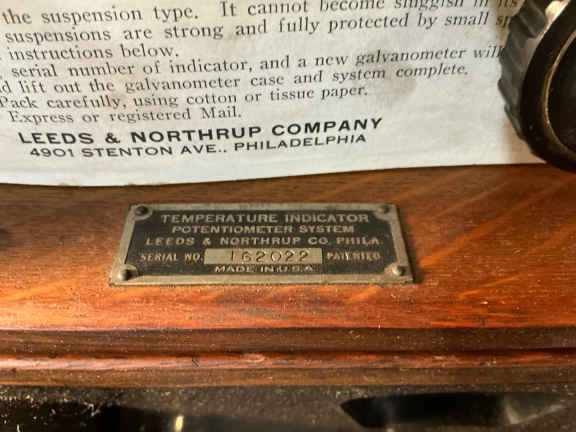 the suspension type. It cannot become sluggish in its
suspensions are strong and fully protected by small
instructions below.
serial number of indicator, and a new galvanometer will
lift out the galvanometer case and system complete.
Pack carefully, using cotton or tissue paper.
Express or registered Mail.
LEEDS & NORTHRUP COMPANY
4901 STENTON AVE., PHILADELPHIA
TEMPERATURE INDICATOR
POTENTIOMETER SYSTEM
LEEDS & NORTHRUP CO. PHILA.
SERIAL NO. 162022 PATENTED
MADE IN U.S.A.